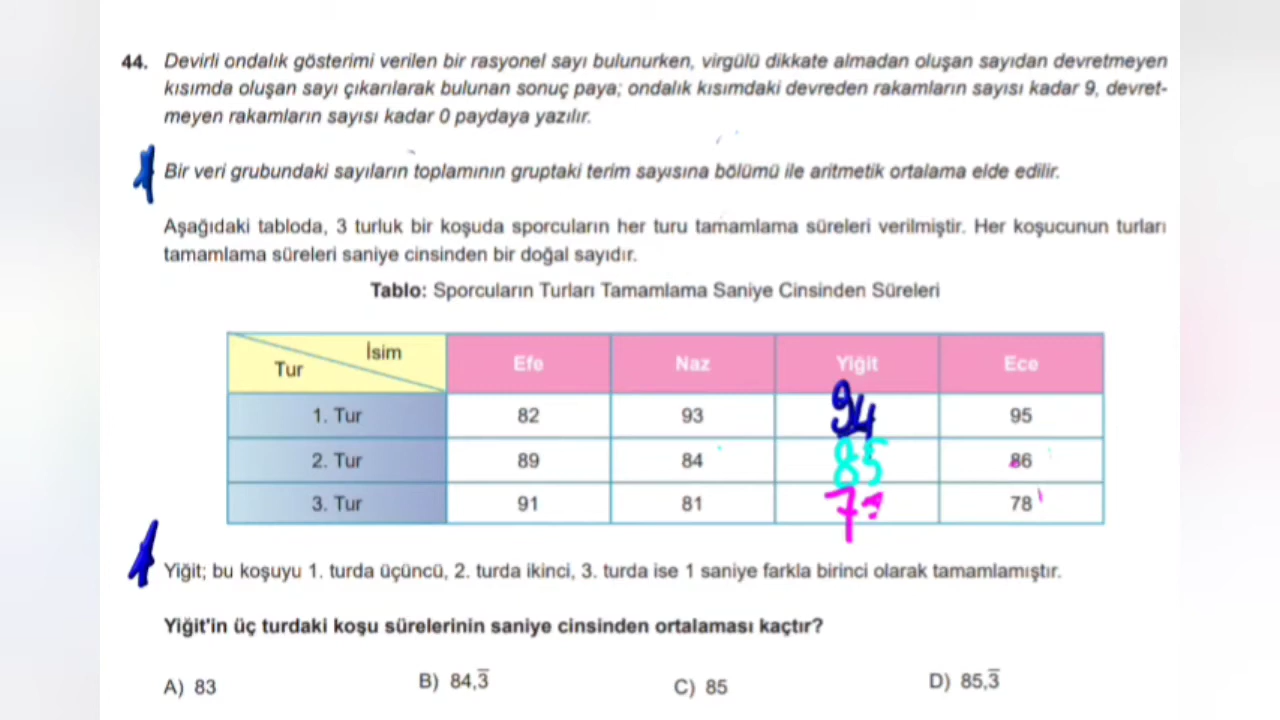 44. Devirli ondalık gösterimi verilen bir rasyonel sayı bulunurken, virgülü dikkate almadan oluşan sayıdan devretmeyen
kısımda oluşan sayı çıkarılarak bulunan sonuç paya; ondalık kısımdaki devreden rakamların sayısı kadar 9, devret-
meyen rakamların sayısı kadar 0 paydaya yazılır.
Bir veri grubundaki sayıların toplamının gruptaki terim sayısına bölümü ile aritmetik ortalama elde edilir.
Aşağıdaki tabloda, 3 turluk bir koşuda sporcuların her turu tamamlama süreleri verilmiştir. Her koşucunun turları
tamamlama süreleri saniye cinsinden bir doğal sayıdır.
Tablo: Sporcuların Turları Tamamlama Saniye Cinsinden Süreleri
Tur İsim Efe Naz Yiğit Ece
1. Tur 82 93 94 95
2. Tur 89 84 85 86
3. Tur 91 81 78
Yiğit; bu koşuyu 1. turda üçüncü, 2. turda ikinci, 3. turda ise 1 saniye farkla birinci olarak tamamlamıştır.
Yiğit'in üç turdaki koşu sürelerinin saniye cinsinden ortalaması kaçtır?
A) 83 B) 84,3̅ C) 85 D) 85,3̅